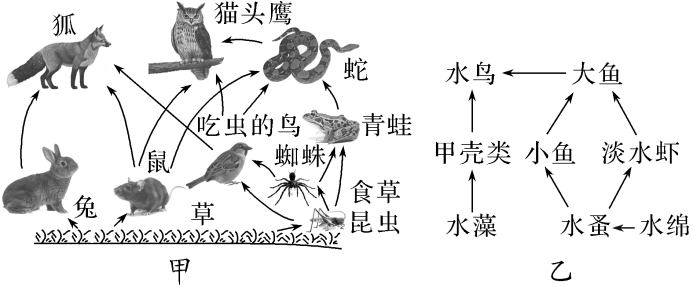 狐
猫头鹰
蛇
吃虫的鸟
青蛙
鼠
蜘蛛
兔
草
食草
昆虫
甲
水鸟
大鱼
甲壳类
小鱼
淡水虾
水藻
水蚤
水绵
乙